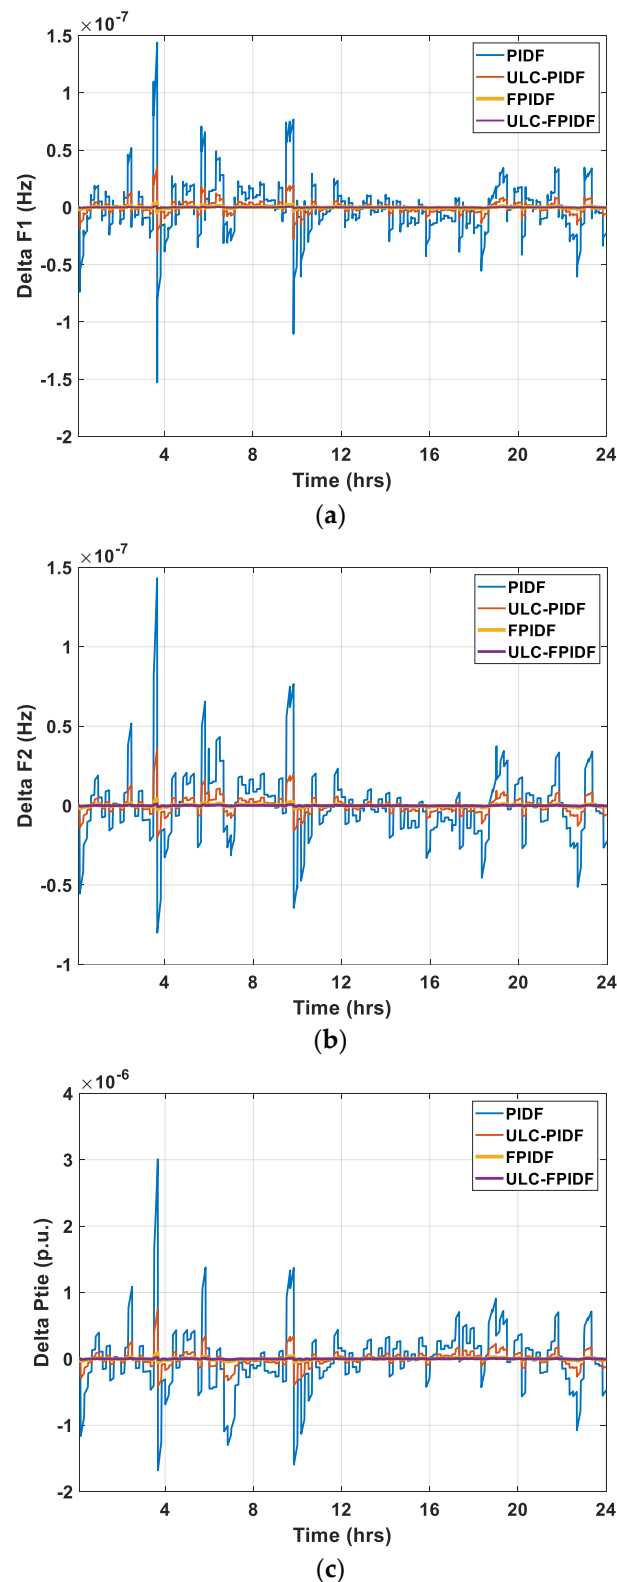 ×10-7
1.5
1
0.5
0
-0.5
-1
-1.5
-2
Delta F1 (Hz)
PIDF
ULC-PIDF
FPIDF
ULC-FPIDF
4 8 12 16 20 24
Time (hrs)
(a)
×10-7
1.5
1
0.5
0
-0.5
-1
Delta F2 (Hz)
PIDF
ULC-PIDF
FPIDF
ULC-FPIDF
4 8 12 16 20 24
Time (hrs)
(b)
×10-6
4
3
2
1
0
-1
-2
Delta Ptie (p.u.)
PIDF
ULC-PIDF
FPIDF
ULC-FPIDF
4 8 12 16 20 24
Time (hrs)
(c)